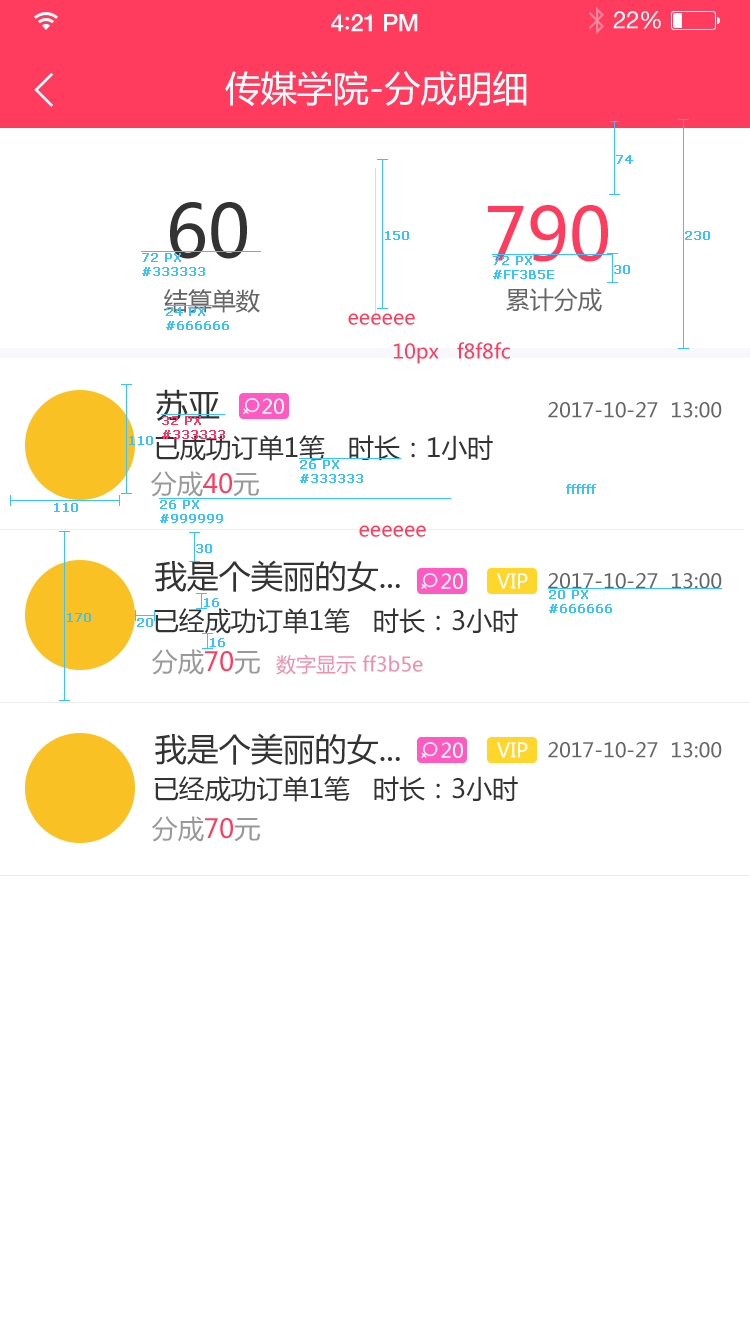 4:21 PM
22%
传媒学院-分成明细
74
60
790
150
230
72 PX
#333333
72 PX
#FF3B5E
30
结算单数
累计分成
24 PX
#666666
eeeeee
10px f8f8fc
苏亚 20
2017-10-27 13:00
32 PX
#333333
110
已成功订单1笔 时长：1小时
26 PX
#333333
分成40元
ffffff
110
26 PX
#999999
eeeeee
30
我是个美丽的女... 20 VIP 2017-10-27 13:00
20 PX
#666666
16
170
20
已经成功订单1笔 时长：3小时
16
分成70元 数字显示 ff3b5e
我是个美丽的女... 20 VIP 2017-10-27 13:00
已经成功订单1笔 时长：3小时
分成70元